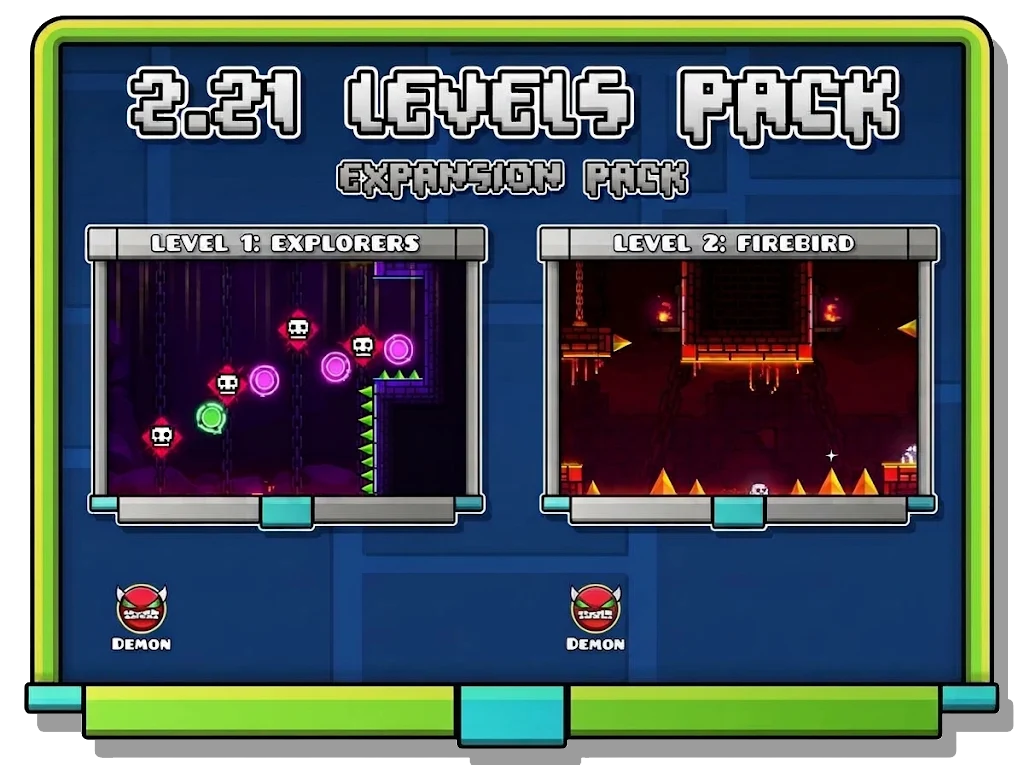 2.21 LEVELS PACK
EXPANSION PACK
LEVEL 1: EXPLORERS
LEVEL 2: FIREBIRD
DEMON
DEMON